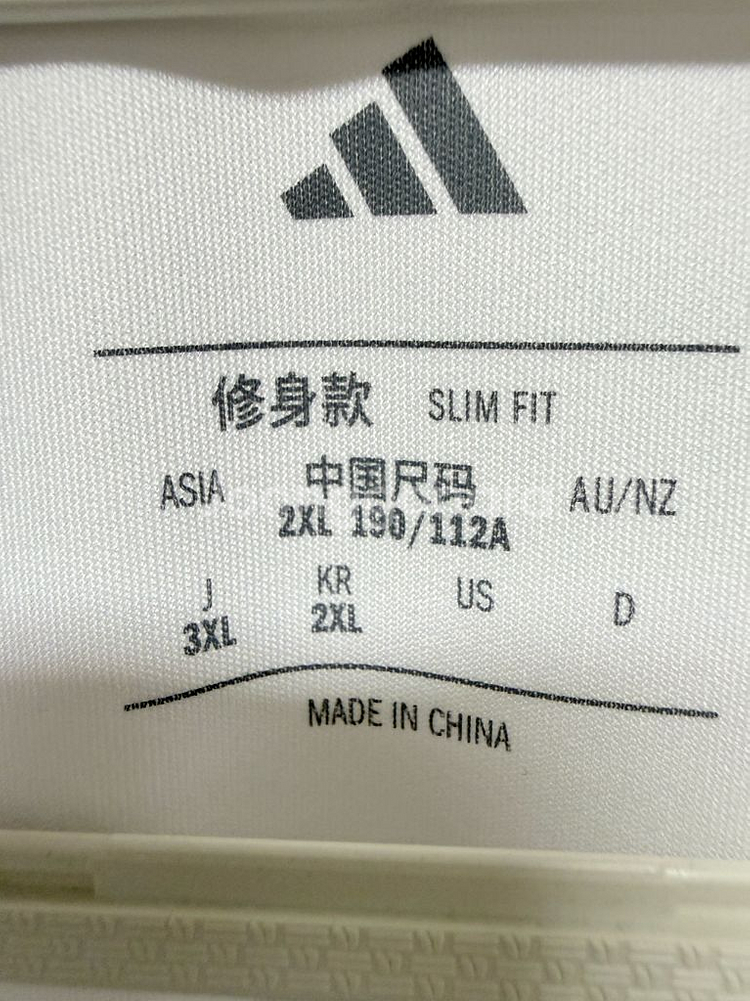 修身款 SLIM FIT
ASIA 中国尺码 AU/NZ
2XL 190/112A
J KR US D
3XL 2XL
MADE IN CHINA